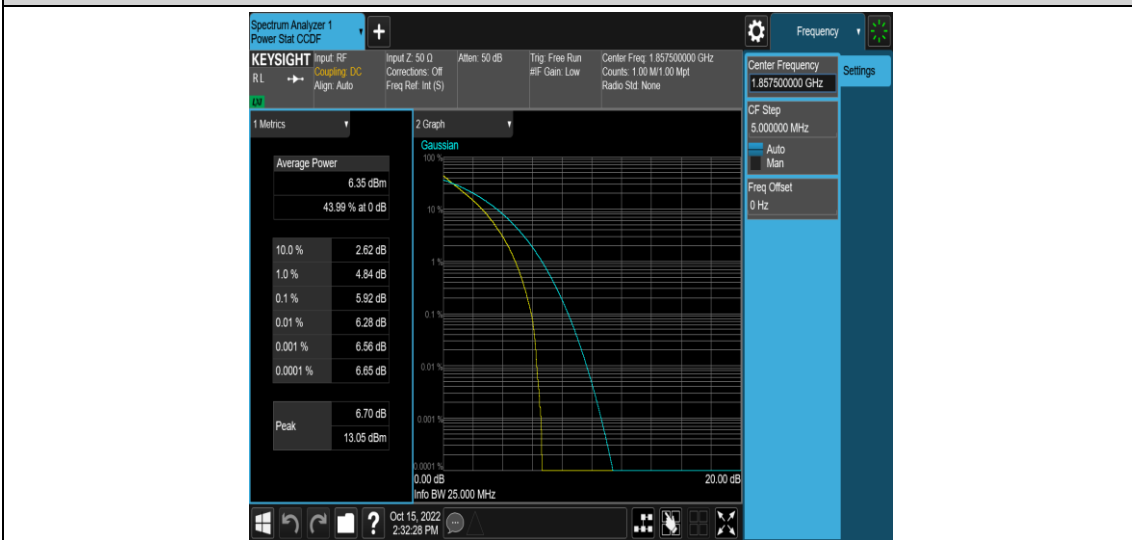 Spectrum Analyzer 1
Power Stat CCDF
+
Frequency
KEYSIGHT
RL
LXI
Input: RF
Coupling: DC
Align: Auto
Input Z: 50 Ω
Corrections: Off
Freq Ref: Int (S)
Atten: 50 dB
Trig: Free Run
#IF Gain: Low
Center Freq: 1.857500000 GHz
Counts: 1.00 M/1.00 Mpt
Radio Std: None
Center Frequency
1.857500000 GHz
Settings
CF Step
5.000000 MHz
Auto
Man
Freq Offset
0 Hz
1 Metrics
Average Power
6.35 dBm
43.99 % at 0 dB
10.0 % 2.62 dB
1.0 % 4.84 dB
0.1 % 5.92 dB
0.01 % 6.28 dB
0.001 % 6.56 dB
0.0001 % 6.65 dB
Peak
6.70 dB
13.05 dBm
2 Graph
Gaussian
100 %
10 %
1 %
0.1 %
0.01 %
0.001 %
0.0001 %
0.00 dB 20.00 dB
Info BW 25.000 MHz
?
Oct 15, 2022
2:32:28 PM